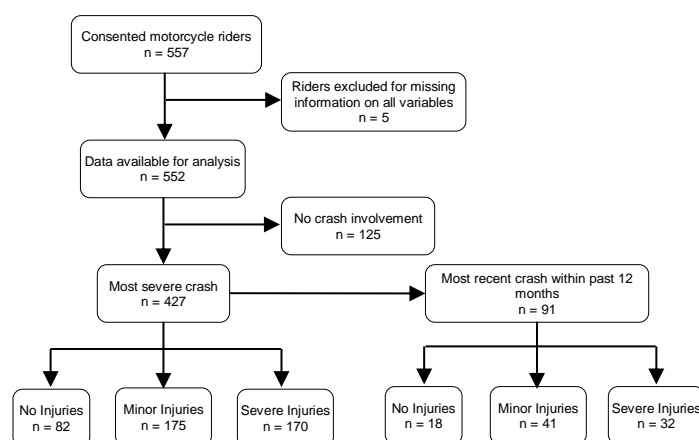 Consented motorcycle riders
n = 557
Riders excluded for missing
information on all variables
n = 5
Data available for analysis
n = 552
No crash involvement
n = 125
Most severe crash
n = 427
Most recent crash within past 12
months
n = 91
No Injuries
n = 82
Minor Injuries
n = 175
Severe Injuries
n = 170
No Injuries
n = 18
Minor Injuries
n = 41
Severe Injuries
n = 32